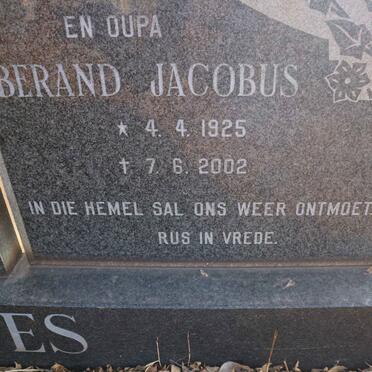 EN OUPA
BERAND JACOBUS
* 4. 4. 1925
† 7. 6. 2002
IN DIE HEMEL SAL ONS WEER ONTMOET.
RUS IN VREDE.
ES